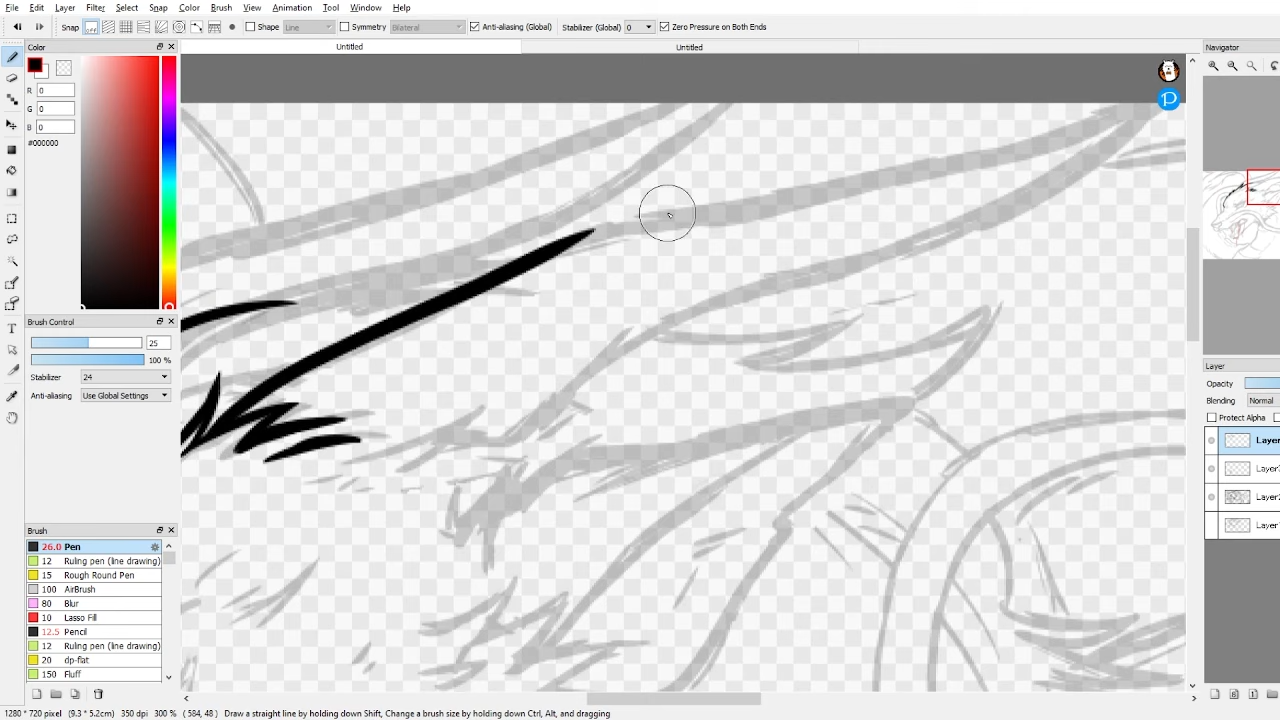 File Edit Layer Filter Select Snap Color Brush View Animation Tool Window Help
Snap off Shape Line Symmetry Bilateral Anti-aliasing (Global) Stabilizer (Global) 0 Zero Pressure on Both Ends
Color
Untitled Untitled
Navigator
R 0
G 0
B 0
#000000
Brush Control
25
100 %
Stabilizer 24
Anti-aliasing Use Global Settings
Brush
26.0 Pen
12 Ruling pen (line drawing)
15 Rough Round Pen
100 AirBrush
80 Blur
10 Lasso Fill
12.5 Pencil
12 Ruling pen (line drawing)
20 dp-flat
150 Fluff
Layer
Opacity
Blending Normal
Protect Alpha
Layer
Layer
Layer
Layer
1280 * 720 pixel (9.3 * 5.2cm) 350 dpi 300 % ( 584, 48 ) Draw a straight line by holding down Shift, Change a brush size by holding down Ctrl, Alt, and dragging